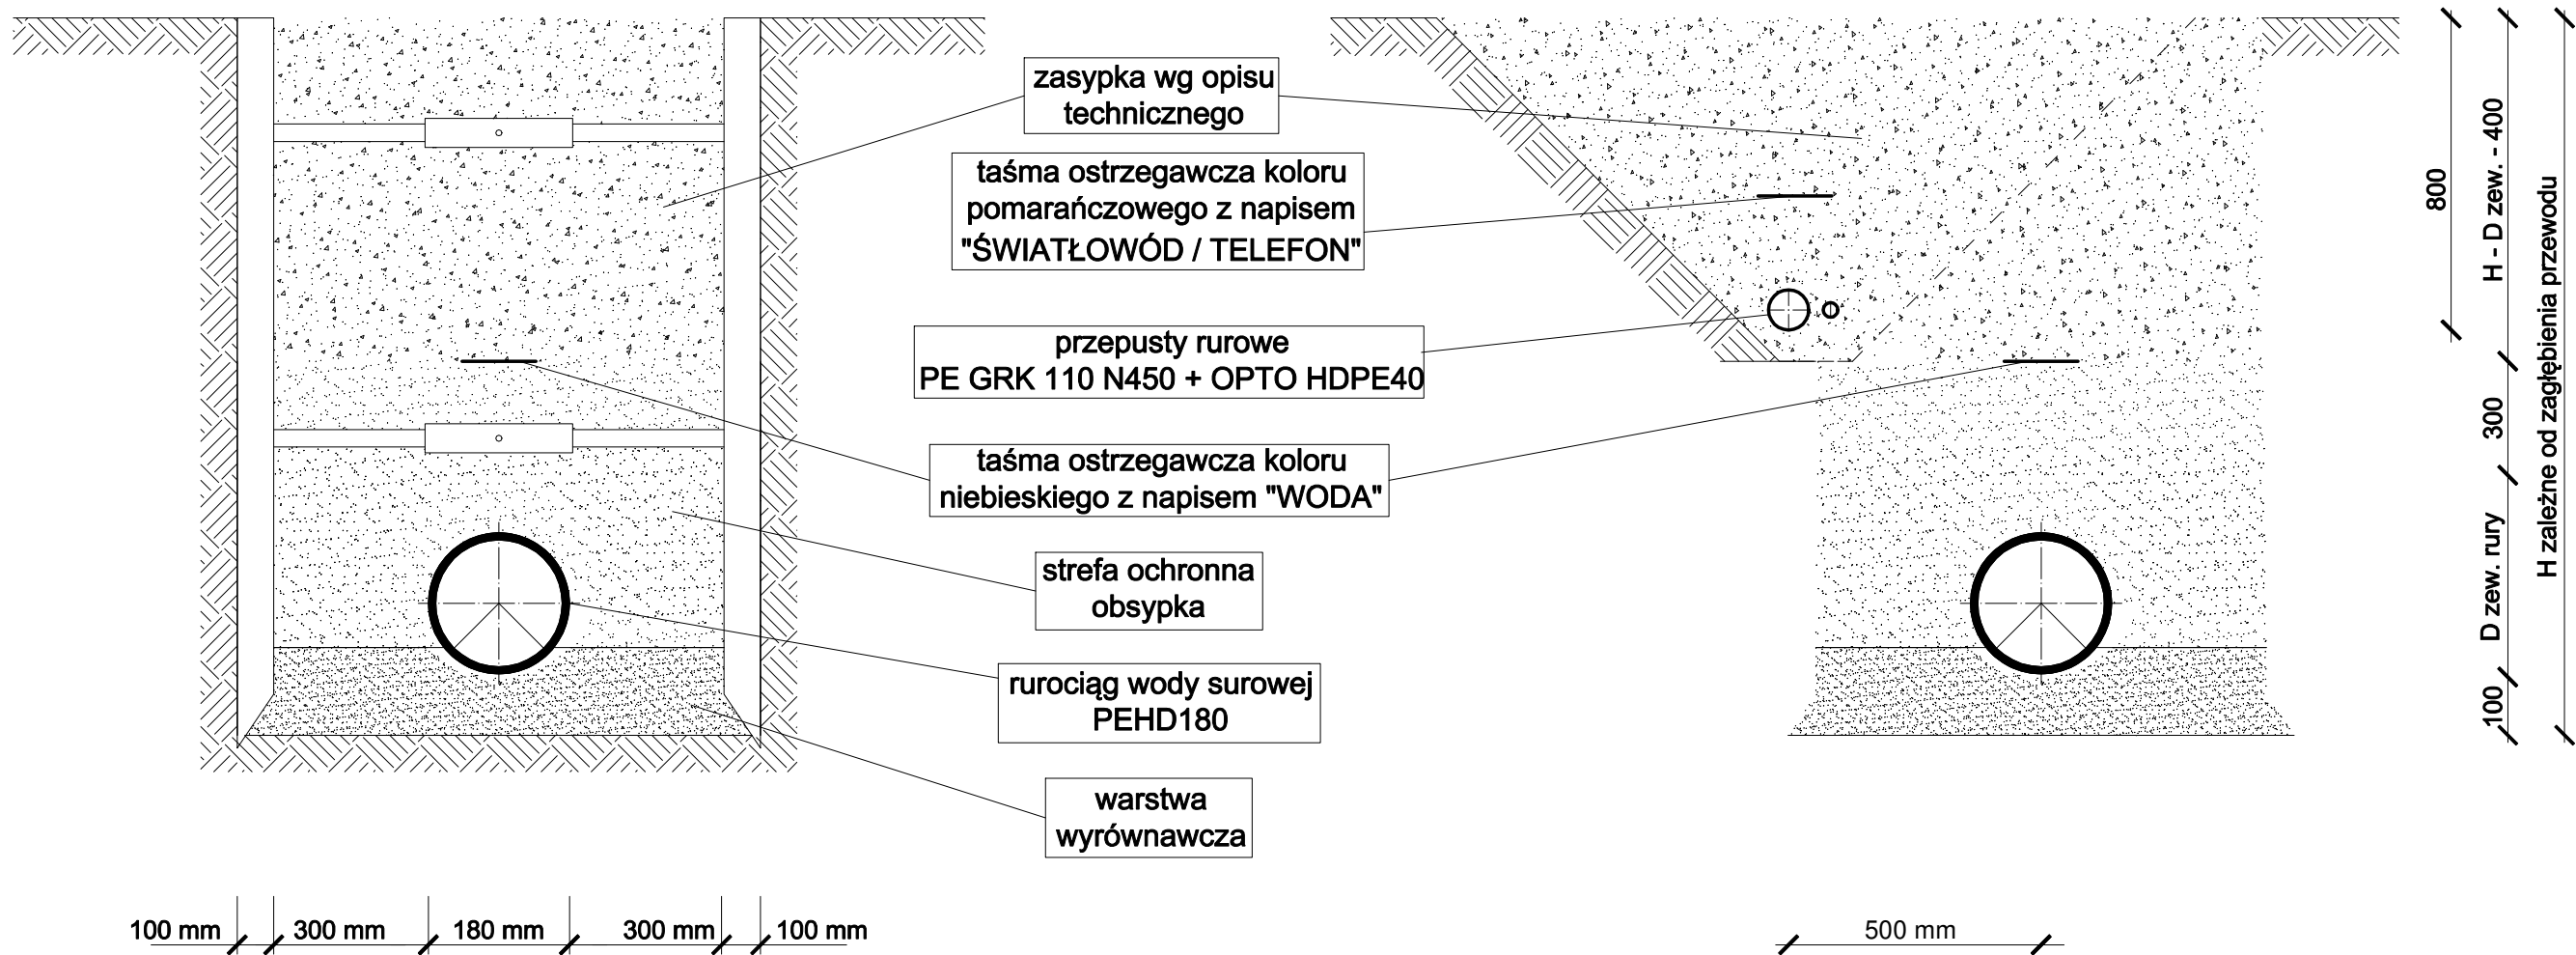 zasypka wg opisu
technicznego
taśma ostrzegawcza koloru
pomarańczowego z napisem
"ŚWIATŁOWÓD / TELEFON"
przepusty rurowe
PE GRK 110 N450 + OPTO HDPE40
taśma ostrzegawcza koloru
niebieskiego z napisem "WODA"
strefa ochronna
obsypka
rurociąg wody surowej
PEHD180
warstwa
wyrównawcza
800
H - D zew. - 400
300
D zew. rury
100
H zależne od zagłębienia przewodu
100 mm
300 mm
180 mm
300 mm
100 mm
500 mm